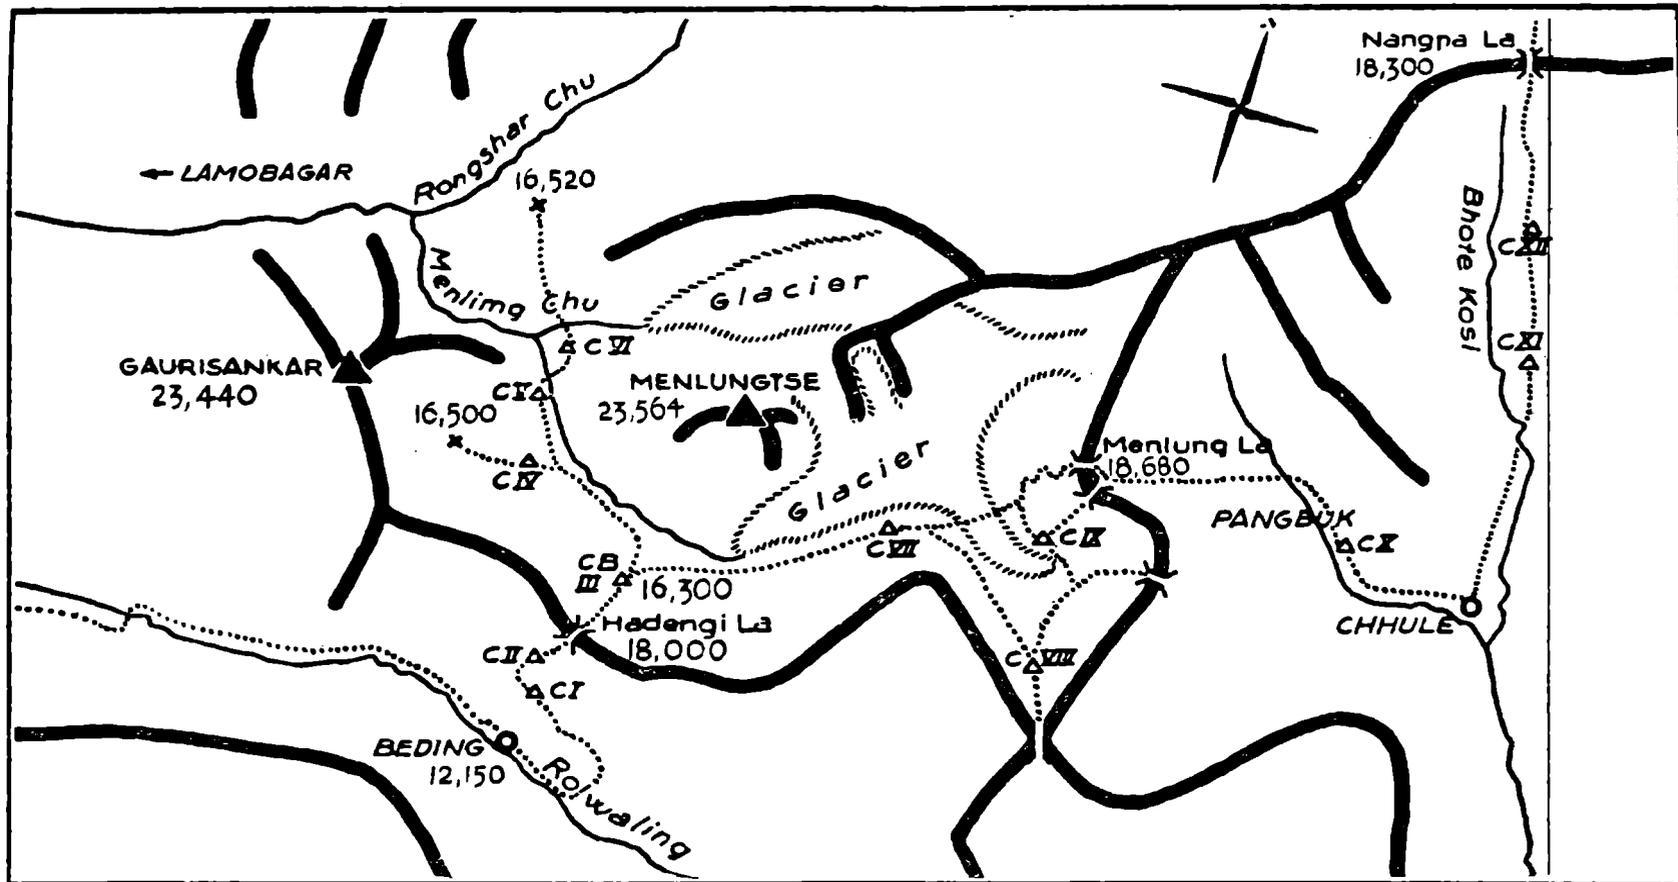 Nangpa La
18,300
← LAMOBAGAR
Rongshar Chu
16,520
Menlimg Chu
Glacier
Bhote Kosi
C XII
C XI
GAURISANKAR
23,440
C VI
C V
MENLUNGTSE
23,564
16,500
C IV
Glacier
Menlung La
18,680
PANGBUK
C VII
C IX
C X
CB
III
16,300
CHHULE
Hadengi La
18,000
C II
C VIII
C I
BEDING
12,150
Rolwaling